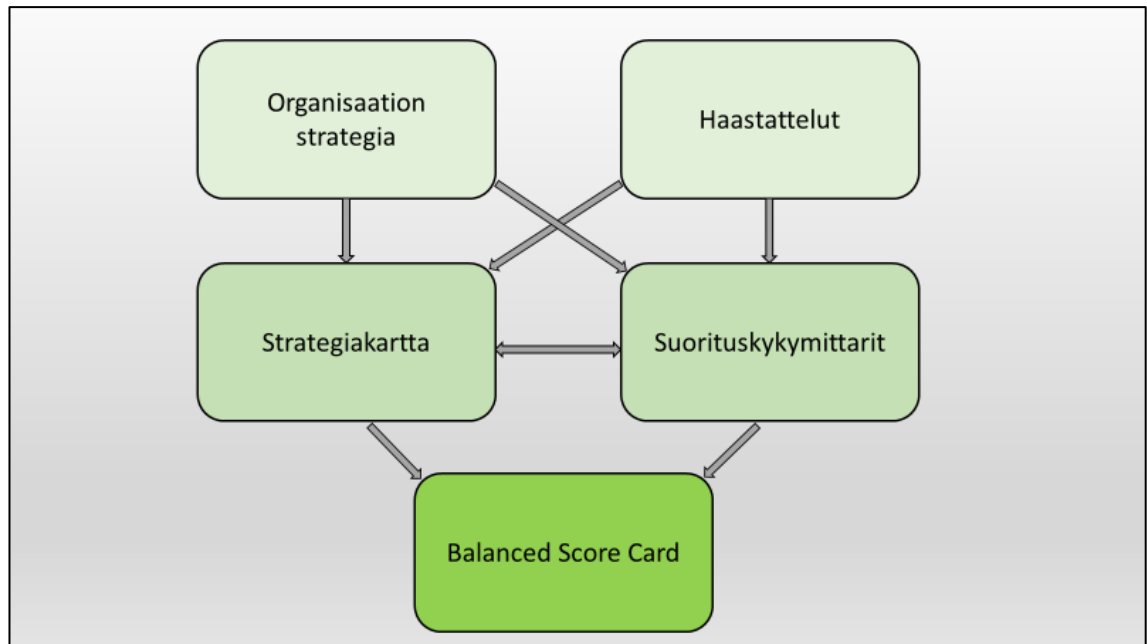 Organisaation
strategia
Haastattelut
Strategiakartta
Suorituskykymittarit
Balanced Score Card